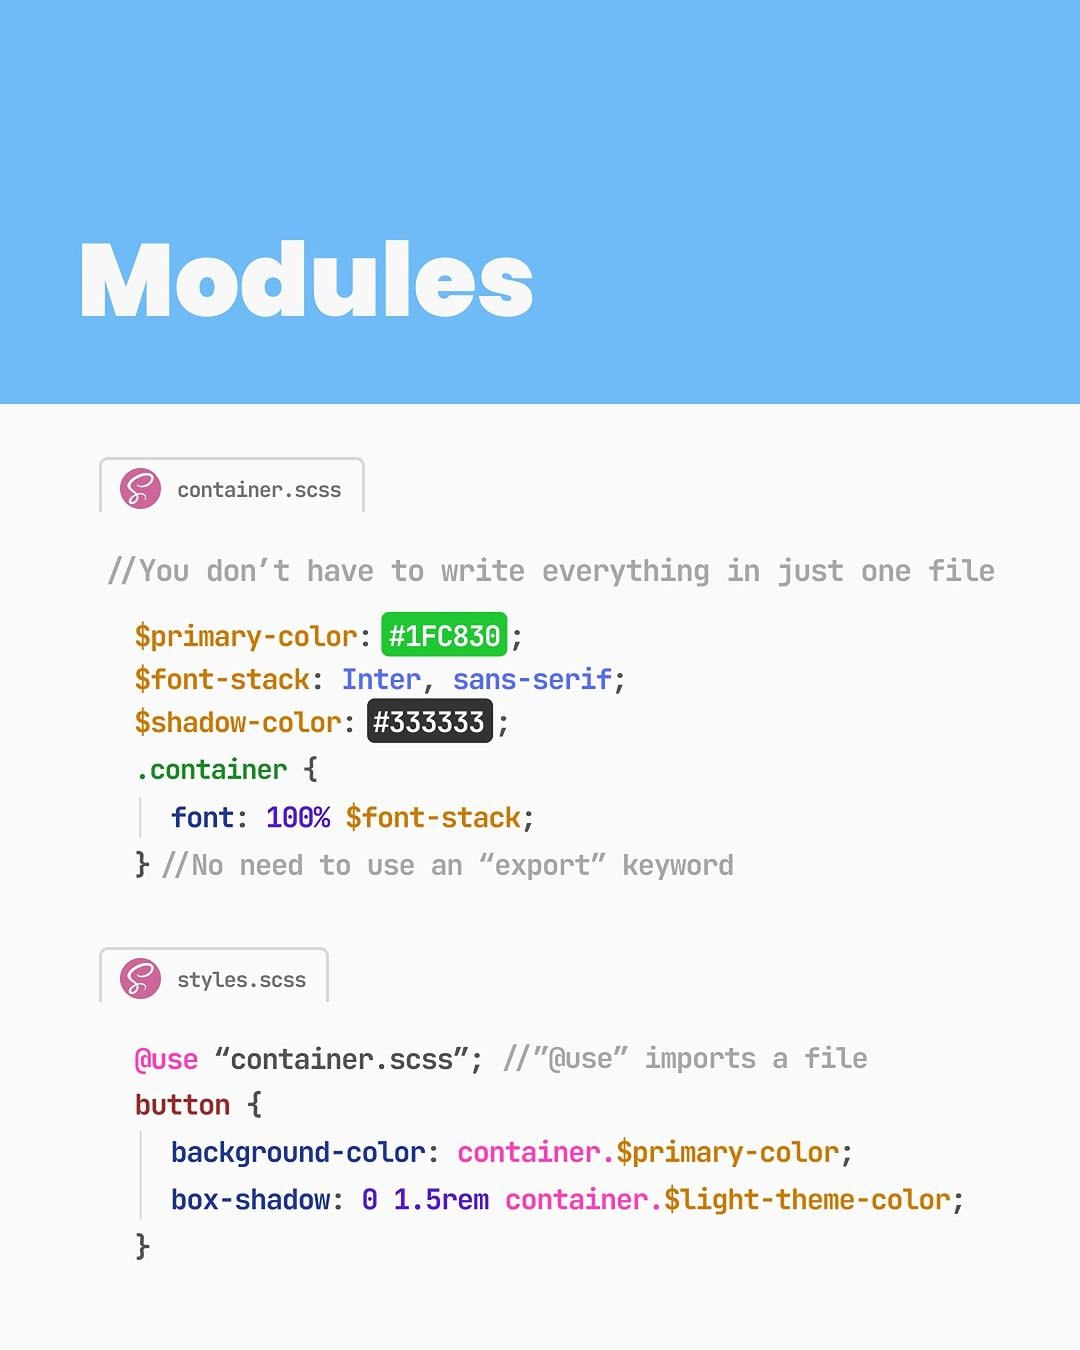 Modules
container.scss
//You don’t have to write everything in just one file
$primary-color: #1FC830;
$font-stack: Inter, sans-serif;
$shadow-color: #333333;
.container {
font: 100% $font-stack;
} //No need to use an “export” keyword
styles.scss
@use “container.scss”; //”@use” imports a file
button {
background-color: container.$primary-color;
box-shadow: 0 1.5rem container.$light-theme-color;
}